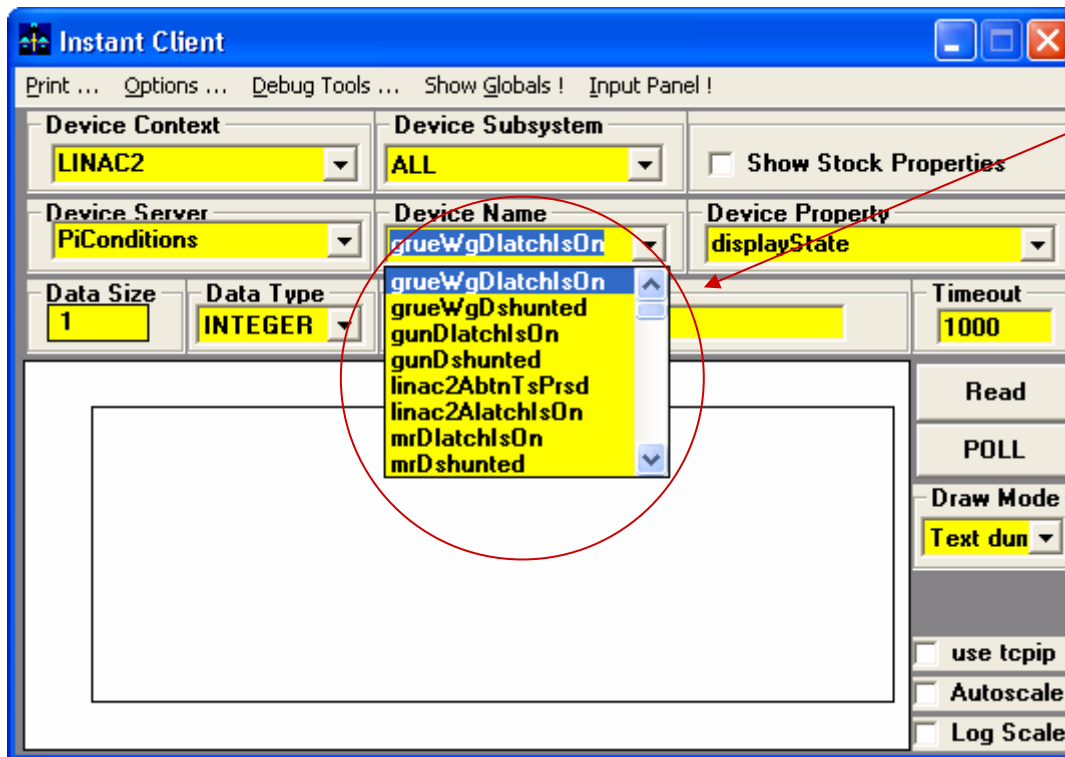 Instant Client
Print ... Options ... Debug Tools ... Show Globals ! Input Panel !
Device Context Device Subsystem
LINAC2 ALL Show Stock Properties
Device Server Device Name Device Property
PiConditions grueWgDlatchIsOn displayState
grueWgDlatchIsOn
grueWgDshunted
gunDlatchIsOn
gunDshunted
linac2AbtnTsPrsd
linac2AlatchIsOn
mrDlatchIsOn
mrDshunted
Data Size Data Type Timeout
1 INTEGER 1000
Read
POLL
Draw Mode
Text dun
use tcpip
Autoscale
Log Scale